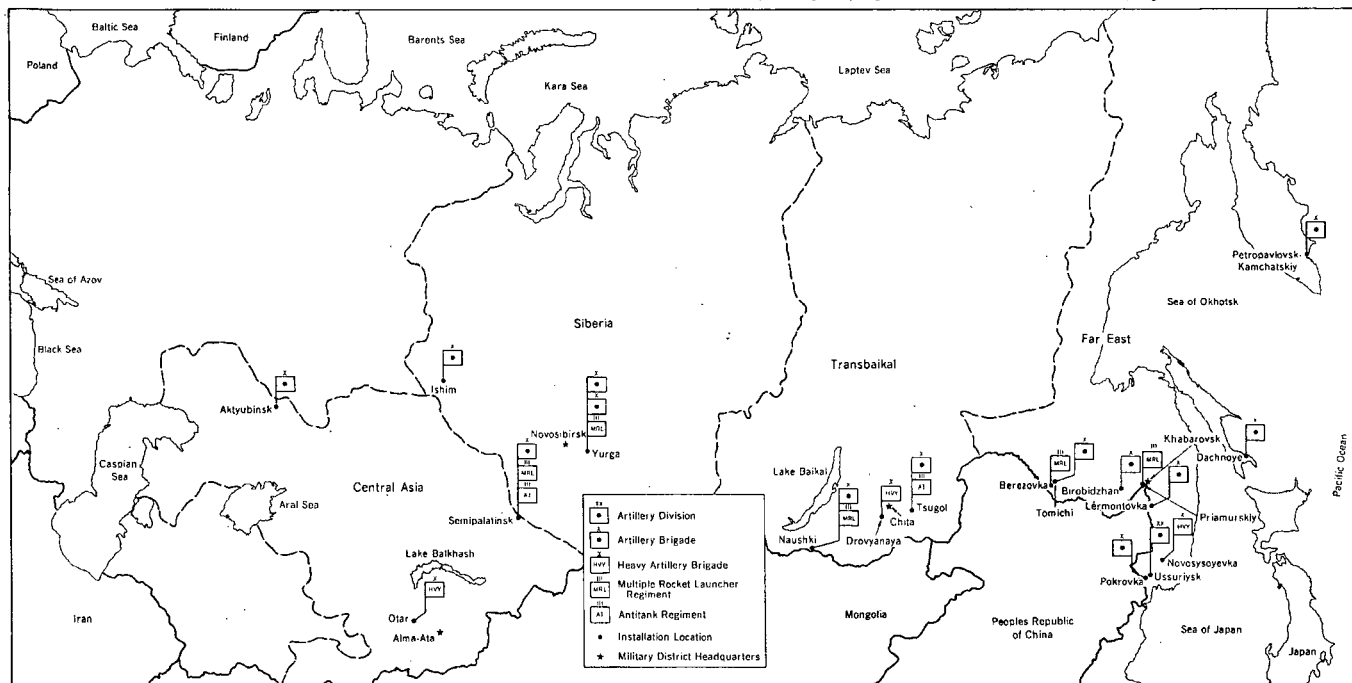 Baltic Sea
Finland
Baronts Sea
Poland
Kara Sea
Laptev Sea
Petropavlovsk-
Kamchatskiy
Sea of Azov
Sea of Okhotsk
Siberia
Black Sea
Far East
Transbaikal
Ishim
Aktyubinsk
MRL
Novosibirsk
Yurga
Khabarovsk
Dachnoye
Pacific Ocean
Caspian
Sea
Central Asia
MRL
AT
Semipalatinsk
Aral Sea
Lake Baikal
MRL
HVY
AT
Tsugol
Chita
Drovyanaya
Naushki
MRL
MRL
Berezovka
Birobidzhan
Tomichi
Lermontovka
Priamurskiy
HVY
Novosysoyevka
Pokrovka
Ussuriysk
Lake Balkhash
HVY
Otar
Alma-Ata
Iran
Mongolia
Peoples Republic
of China
Sea of Japan
Japan
XX
Artillery Division
X
Artillery Brigade
X
HVY
Heavy Artillery Brigade
III
MRL
Multiple Rocket Launcher
Regiment
III
AT
Antitank Regiment
Installation Location
Military District Headquarters